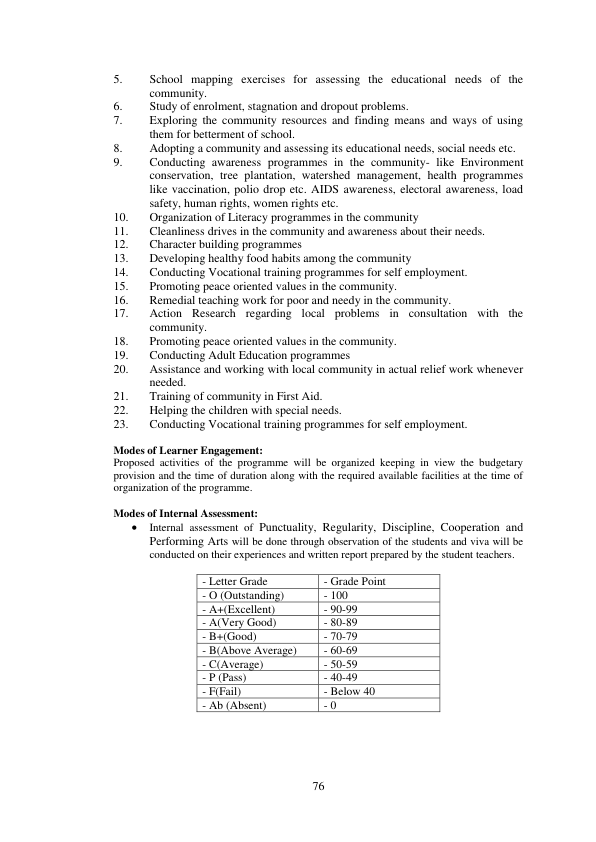 5. School mapping exercises for assessing the educational needs of the
community.
6. Study of enrolment, stagnation and dropout problems.
7. Exploring the community resources and finding means and ways of using
them for betterment of school.
8. Adopting a community and assessing its educational needs, social needs etc.
9. Conducting awareness programmes in the community- like Environment
conservation, tree plantation, watershed management, health programmes
like vaccination, polio drop etc. AIDS awareness, electoral awareness, load
safety, human rights, women rights etc.
10. Organization of Literacy programmes in the community
11. Cleanliness drives in the community and awareness about their needs.
12. Character building programmes
13. Developing healthy food habits among the community
14. Conducting Vocational training programmes for self employment.
15. Promoting peace oriented values in the community.
16. Remedial teaching work for poor and needy in the community.
17. Action Research regarding local problems in consultation with the
community.
18. Promoting peace oriented values in the community.
19. Conducting Adult Education programmes
20. Assistance and working with local community in actual relief work whenever
needed.
21. Training of community in First Aid.
22. Helping the children with special needs.
23. Conducting Vocational training programmes for self employment.
Modes of Learner Engagement:
Proposed activities of the programme will be organized keeping in view the budgetary
provision and the time of duration along with the required available facilities at the time of
organization of the programme.
Modes of Internal Assessment:
• Internal assessment of Punctuality, Regularity, Discipline, Cooperation and
Performing Arts will be done through observation of the students and viva will be
conducted on their experiences and written report prepared by the student teachers.
- Letter Grade - Grade Point
- O (Outstanding) - 100
- A+(Excellent) - 90-99
- A(Very Good) - 80-89
- B+(Good) - 70-79
- B(Above Average) - 60-69
- C(Average) - 50-59
- P (Pass) - 40-49
- F(Fail) - Below 40
- Ab (Absent) - 0
76